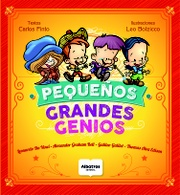 Textos
Carlos Pinto
Ilustraciones
Leo Bolzicco
PEQUEÑOS
GRANDES
GENIOS
ALBATROS
Leonardo Da Vinci - Alexander Graham Bell - Galileo Galilei - Thomas Alva Edison